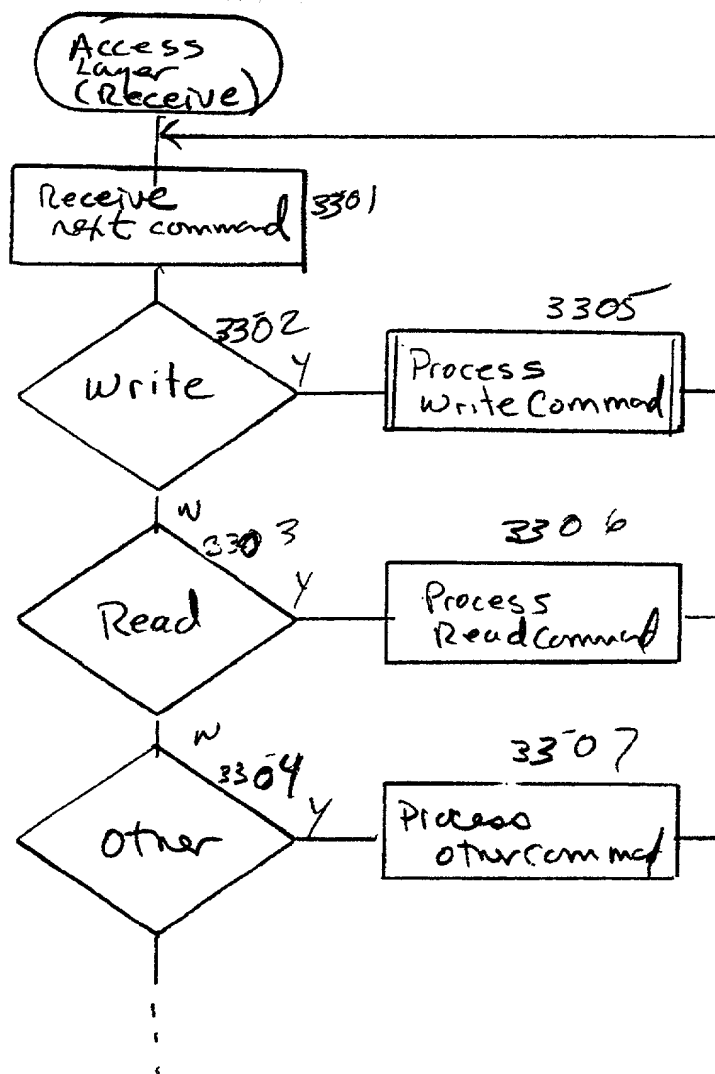 Access
Layer
(Receive)
Receive
next command
3301
3302
Write
Y
3305
Process
Write Command
N
3303
Read
Y
3306
Process
Read command
N
3304
other
Y
3307
Process
other command